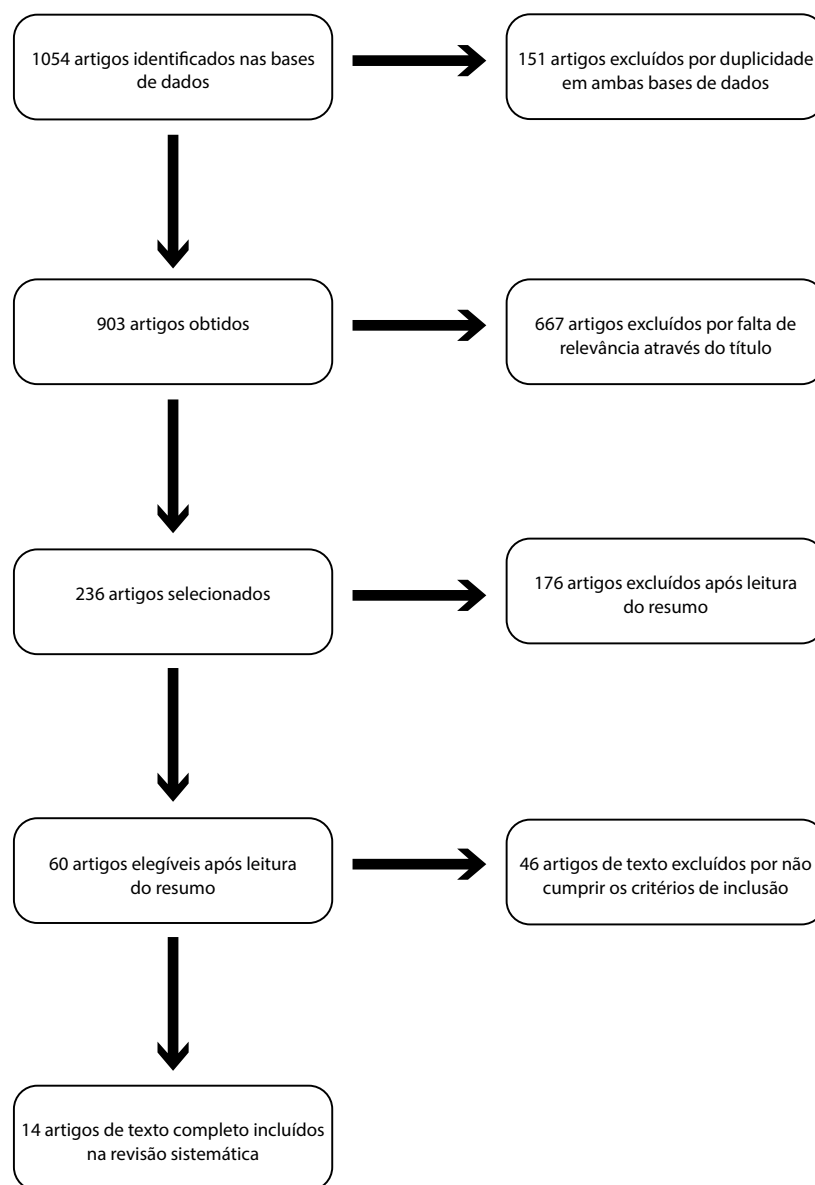 1054 artigos identificados nas bases
de dados
151 artigos excluídos por duplicidade
em ambas bases de dados
903 artigos obtidos
667 artigos excluídos por falta de
relevância através do título
236 artigos selecionados
176 artigos excluídos após leitura
do resumo
60 artigos elegíveis após leitura
do resumo
46 artigos de texto excluídos por não
cumprir os critérios de inclusão
14 artigos de texto completo incluídos
na revisão sistemática